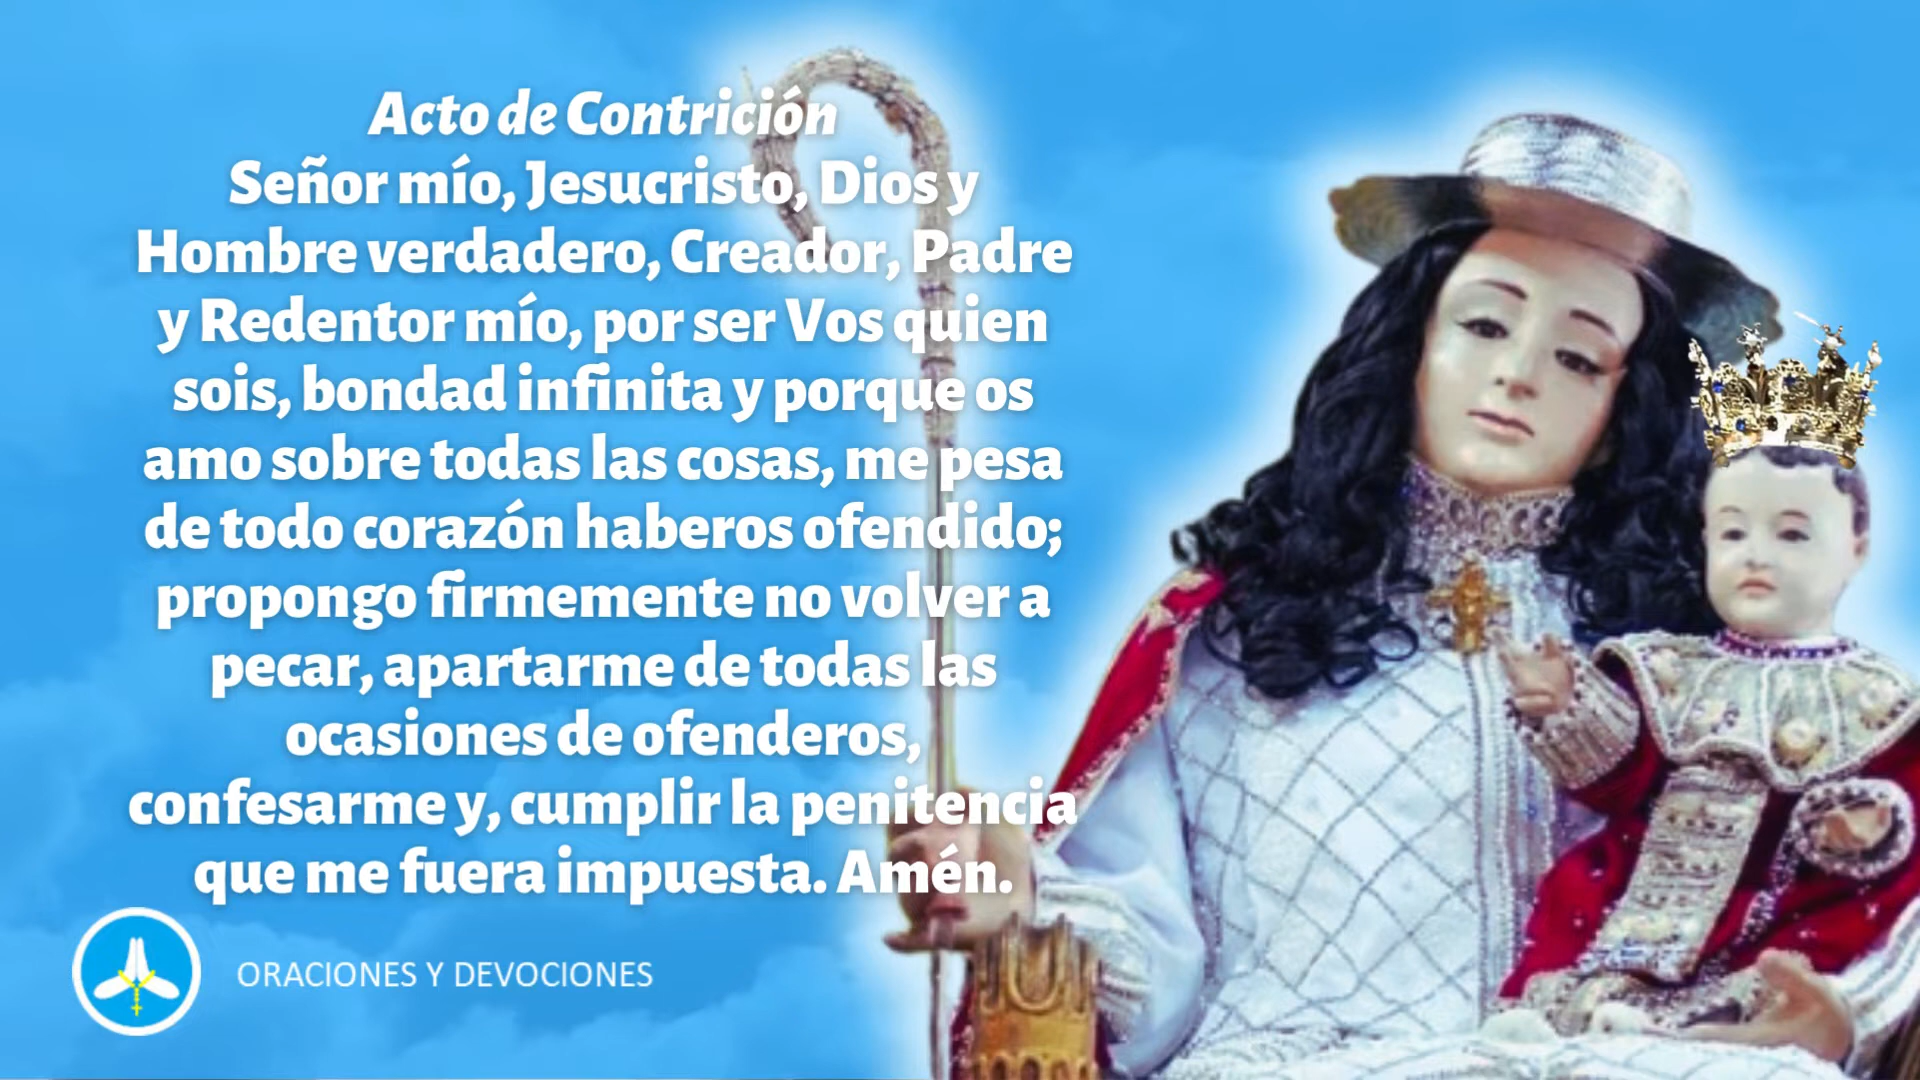 Acto de Contrición
Señor mío, Jesucristo, Dios y
Hombre verdadero, Creador, Padre
y Redentor mío, por ser Vos quien
sois, bondad infinita y porque os
amo sobre todas las cosas, me pesa
de todo corazón haberos ofendido;
propongo firmemente no volver a
pecar, apartarme de todas las
ocasiones de ofenderos,
confesarme y, cumplir la penitencia
que me fuera impuesta. Amén.
ORACIONES Y DEVOCIONES